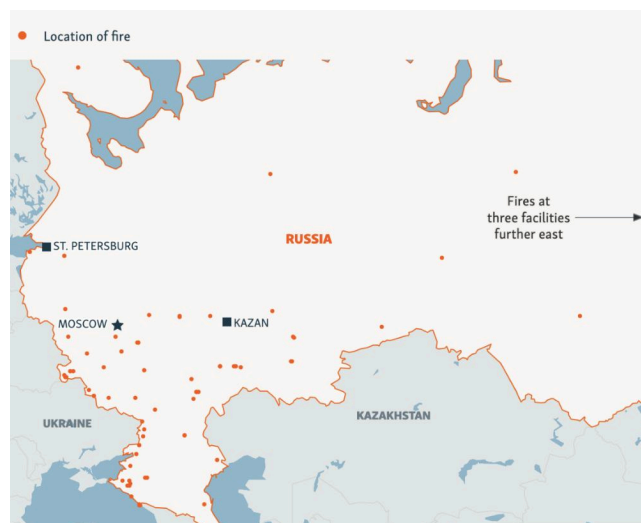 Location of fire
Fires at
three facilities
further east
RUSSIA
ST. PETERSBURG
MOSCOW
KAZAN
UKRAINE
KAZAKHSTAN